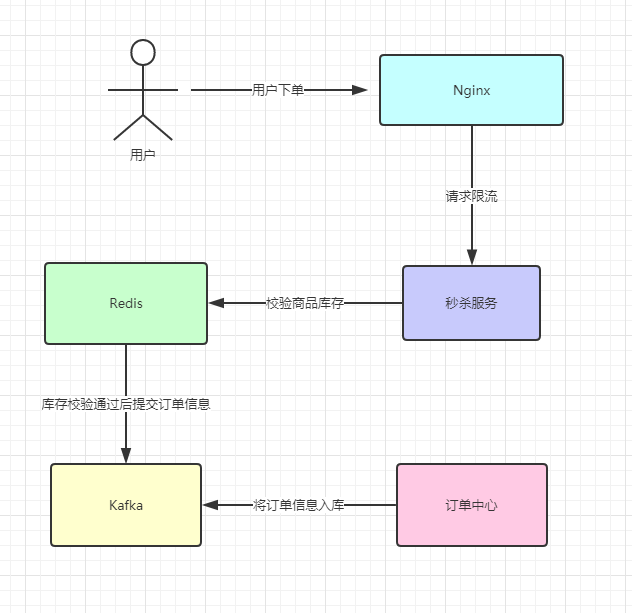 用户下单
Nginx
用户
请求限流
Redis
校验商品库存
秒杀服务
库存校验通过后提交订单信息
Kafka
将订单信息入库
订单中心